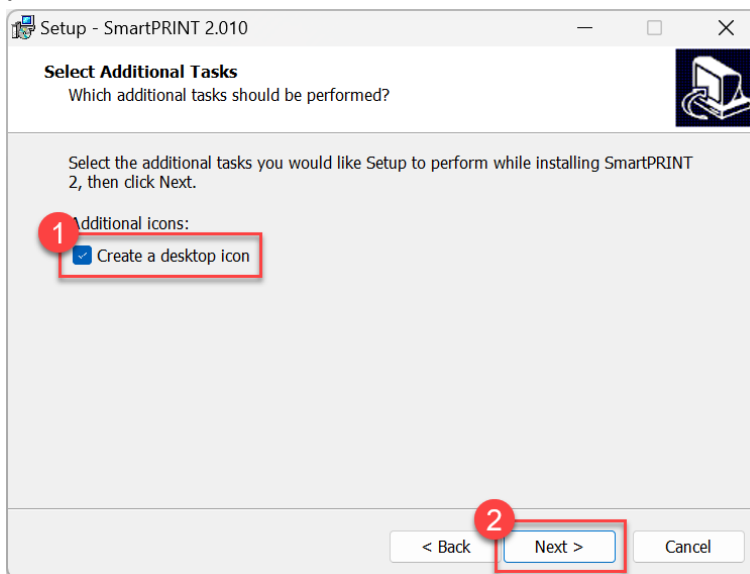 Setup - SmartPRINT 2.010
Select Additional Tasks
Which additional tasks should be performed?
Select the additional tasks you would like Setup to perform while installing SmartPRINT
2, then click Next.
Additional icons:
1
Create a desktop icon
2
< Back
Next >
Cancel